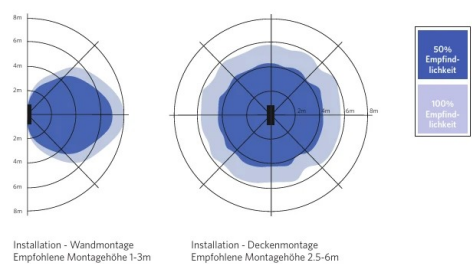 8m
6m
4m
2m
2m
4m
6m
8m
2m
4m
6m
8m
50%
Empfind-
lichkeit
100%
Empfind-
lichkeit
Installation - Wandmontage
Empfohlene Montagehöhe 1-3m
Installation - Deckenmontage
Empfohlene Montagehöhe 2.5-6m